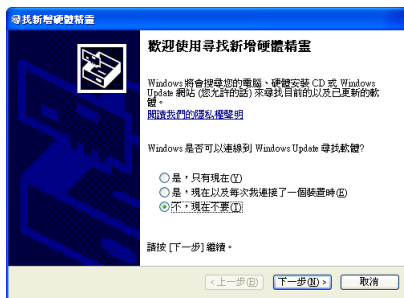 尋找新增硬體精靈
歡迎使用尋找新增硬體精靈
Windows 將會搜尋您的電腦、硬體安裝 CD 或 Windows
Update 網站 (您允許的話) 來尋找目前的以及已更新的軟
體。
閱讀我們的隱私權聲明
Windows 是否可以連線到 Windows Update 尋找軟體?
是，只有現在(Y)
是，現在以及每次我連接了一個裝置時(E)
不，現在不要(T)
請按 [下一步] 繼續。
<上一步(B) 下一步(N) > 取消